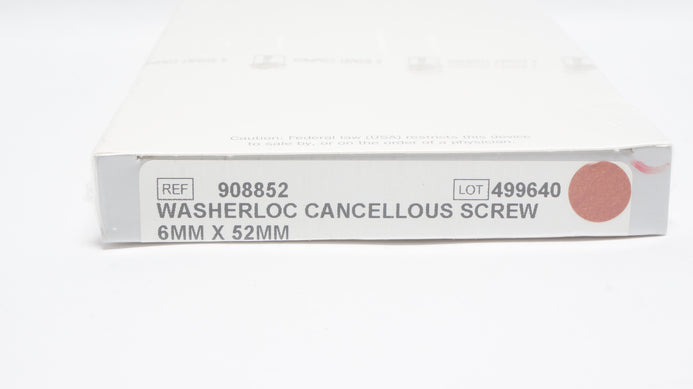 Caution: Federal law (USA) restricts this device
to sale by, or on the order of a physician.
REF 908852 LOT 499640
WASHERLOC CANCELLOUS SCREW
6MM X 52MM